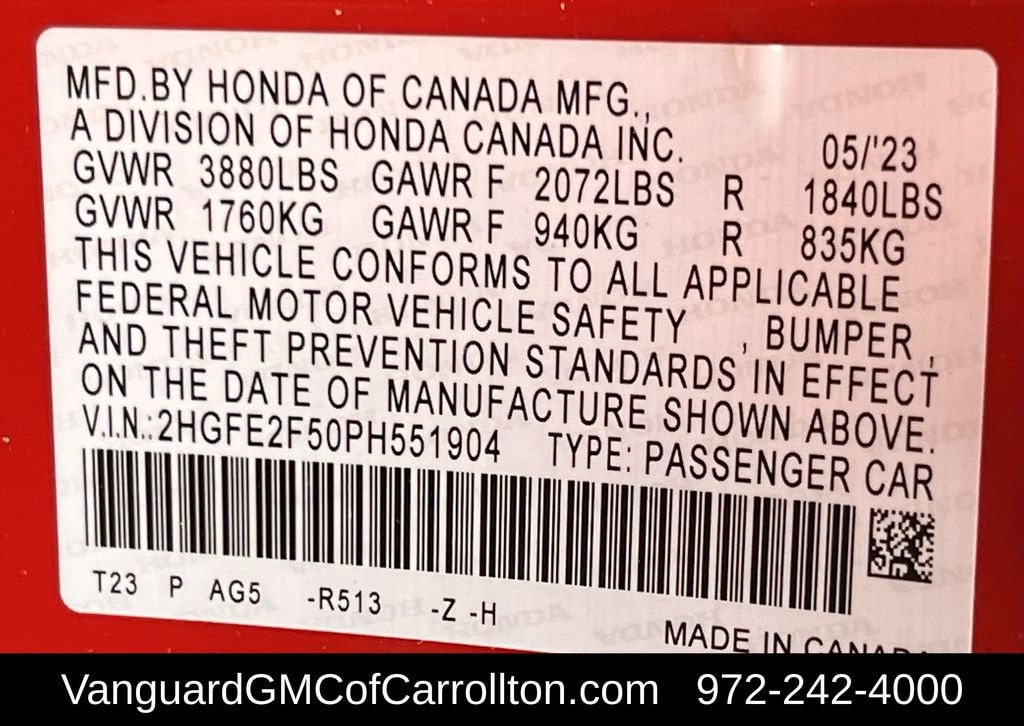 MFD.BY HONDA OF CANADA MFG.,
A DIVISION OF HONDA CANADA INC. 05/'23
GVWR 3880LBS GAWR F 2072LBS R 1840LBS
GVWR 1760KG GAWR F 940KG R 835KG
THIS VEHICLE CONFORMS TO ALL APPLICABLE
FEDERAL MOTOR VEHICLE SAFETY , BUMPER ,
AND THEFT PREVENTION STANDARDS IN EFFECT
ON THE DATE OF MANUFACTURE SHOWN ABOVE.
V.I.N.:2HGFE2F50PH551904 TYPE: PASSENGER CAR
T23 P AG5 -R513 -Z -H
MADE IN CANADA
VanguardGMCofCarrollton.com 972-242-4000